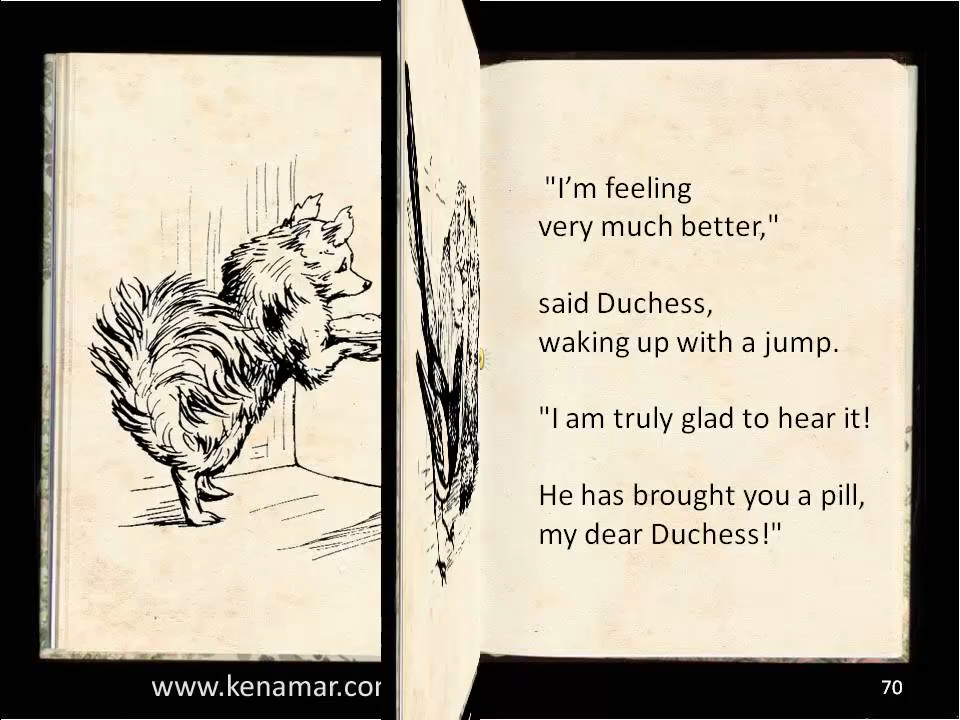 "I’m feeling
very much better,"
said Duchess,
waking up with a jump.
"I am truly glad to hear it!
He has brought you a pill,
my dear Duchess!"
www.kenamar.cor
70